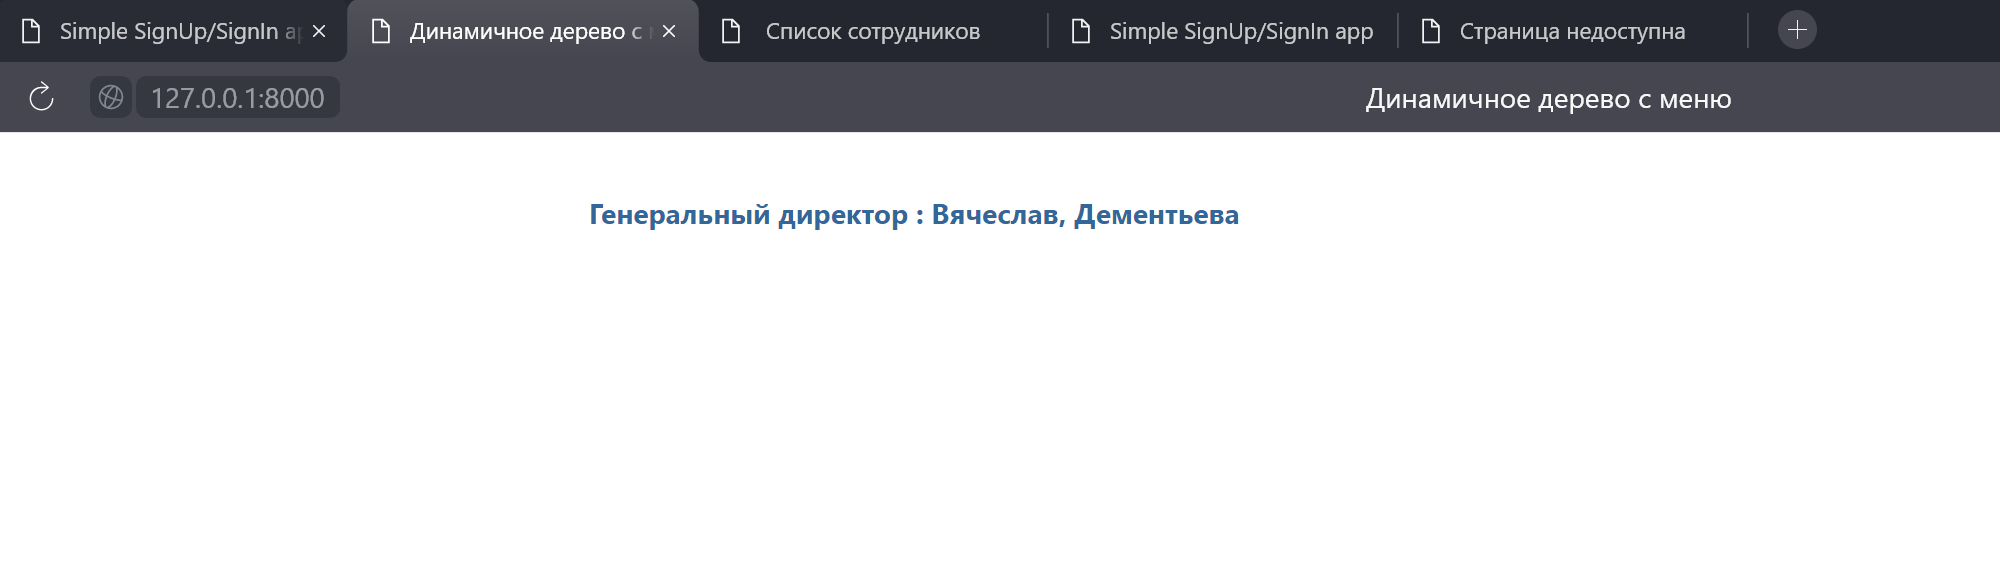 Simple SignUp/SignIn ap
Динамичное дерево с
Список сотрудников
Simple SignUp/SignIn app
Страница недоступна
127.0.0.1:8000
Динамичное дерево с меню
Генеральный директор : Вячеслав, Дементьева